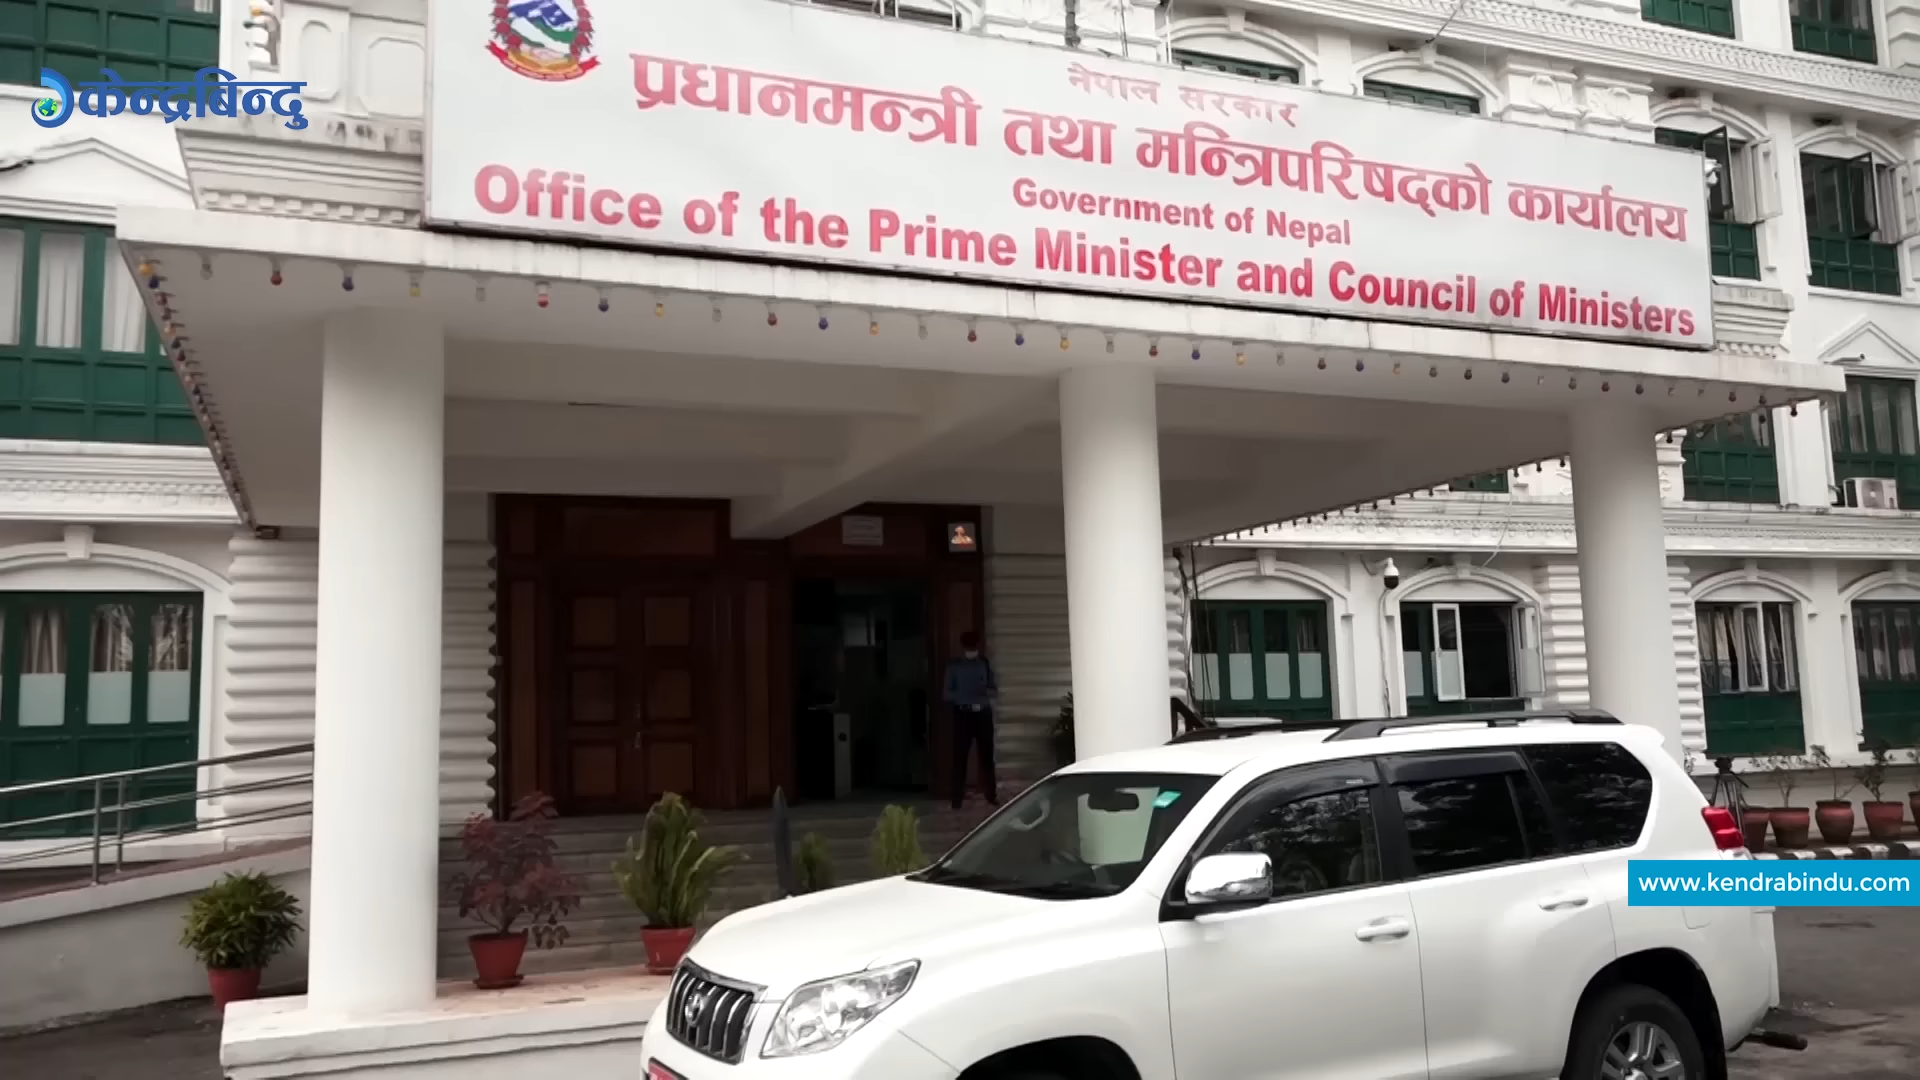 केन्द्रबिन्दु
नेपाल सरकार
प्रधानमन्त्री तथा मन्त्रिपरिषद्को कार्यालय
Government of Nepal
Office of the Prime Minister and Council of Ministers
www.kendrabindu.com